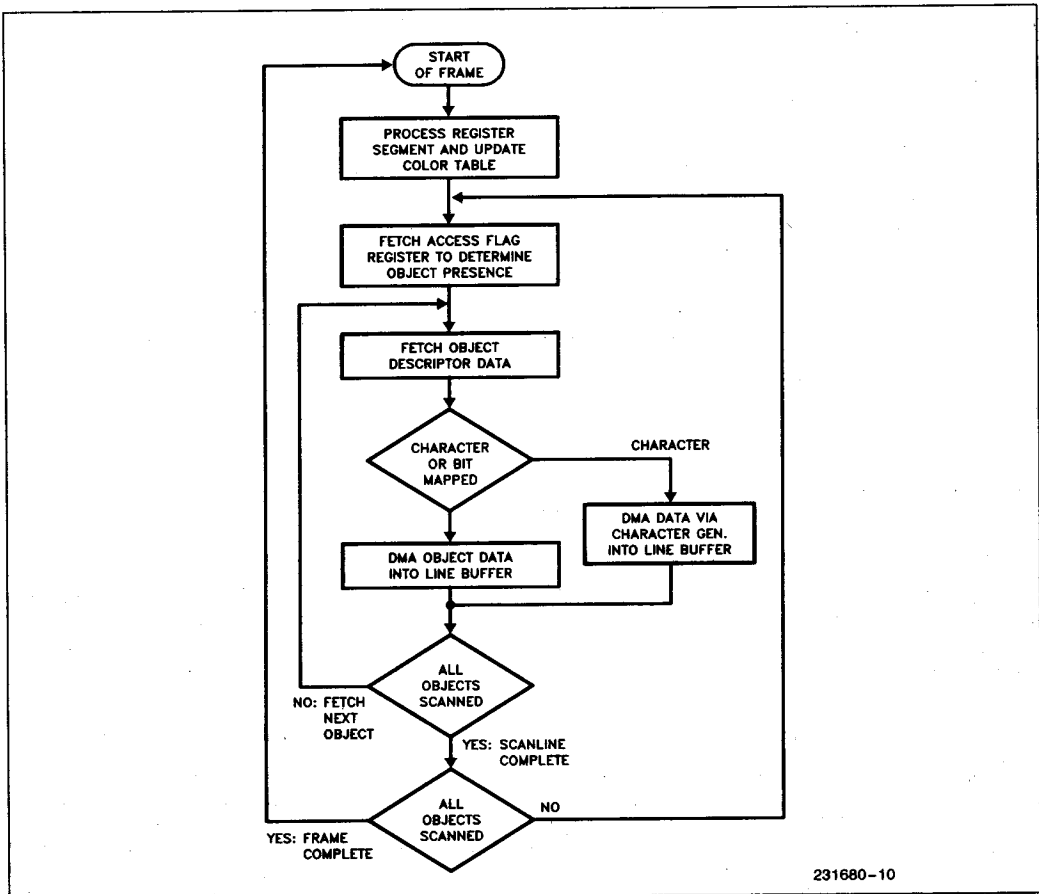 START
OF FRAME
PROCESS REGISTER
SEGMENT AND UPDATE
COLOR TABLE
FETCH ACCESS FLAG
REGISTER TO DETERMINE
OBJECT PRESENCE
FETCH OBJECT
DESCRIPTOR DATA
CHARACTER
OR BIT
MAPPED
CHARACTER
DMA DATA VIA
CHARACTER GEN.
INTO LINE BUFFER
DMA OBJECT DATA
INTO LINE BUFFER
ALL
OBJECTS
SCANNED
NO: FETCH
NEXT
OBJECT
YES: SCANLINE
COMPLETE
ALL
OBJECTS
SCANNED
NO
YES: FRAME
COMPLETE
231680-10